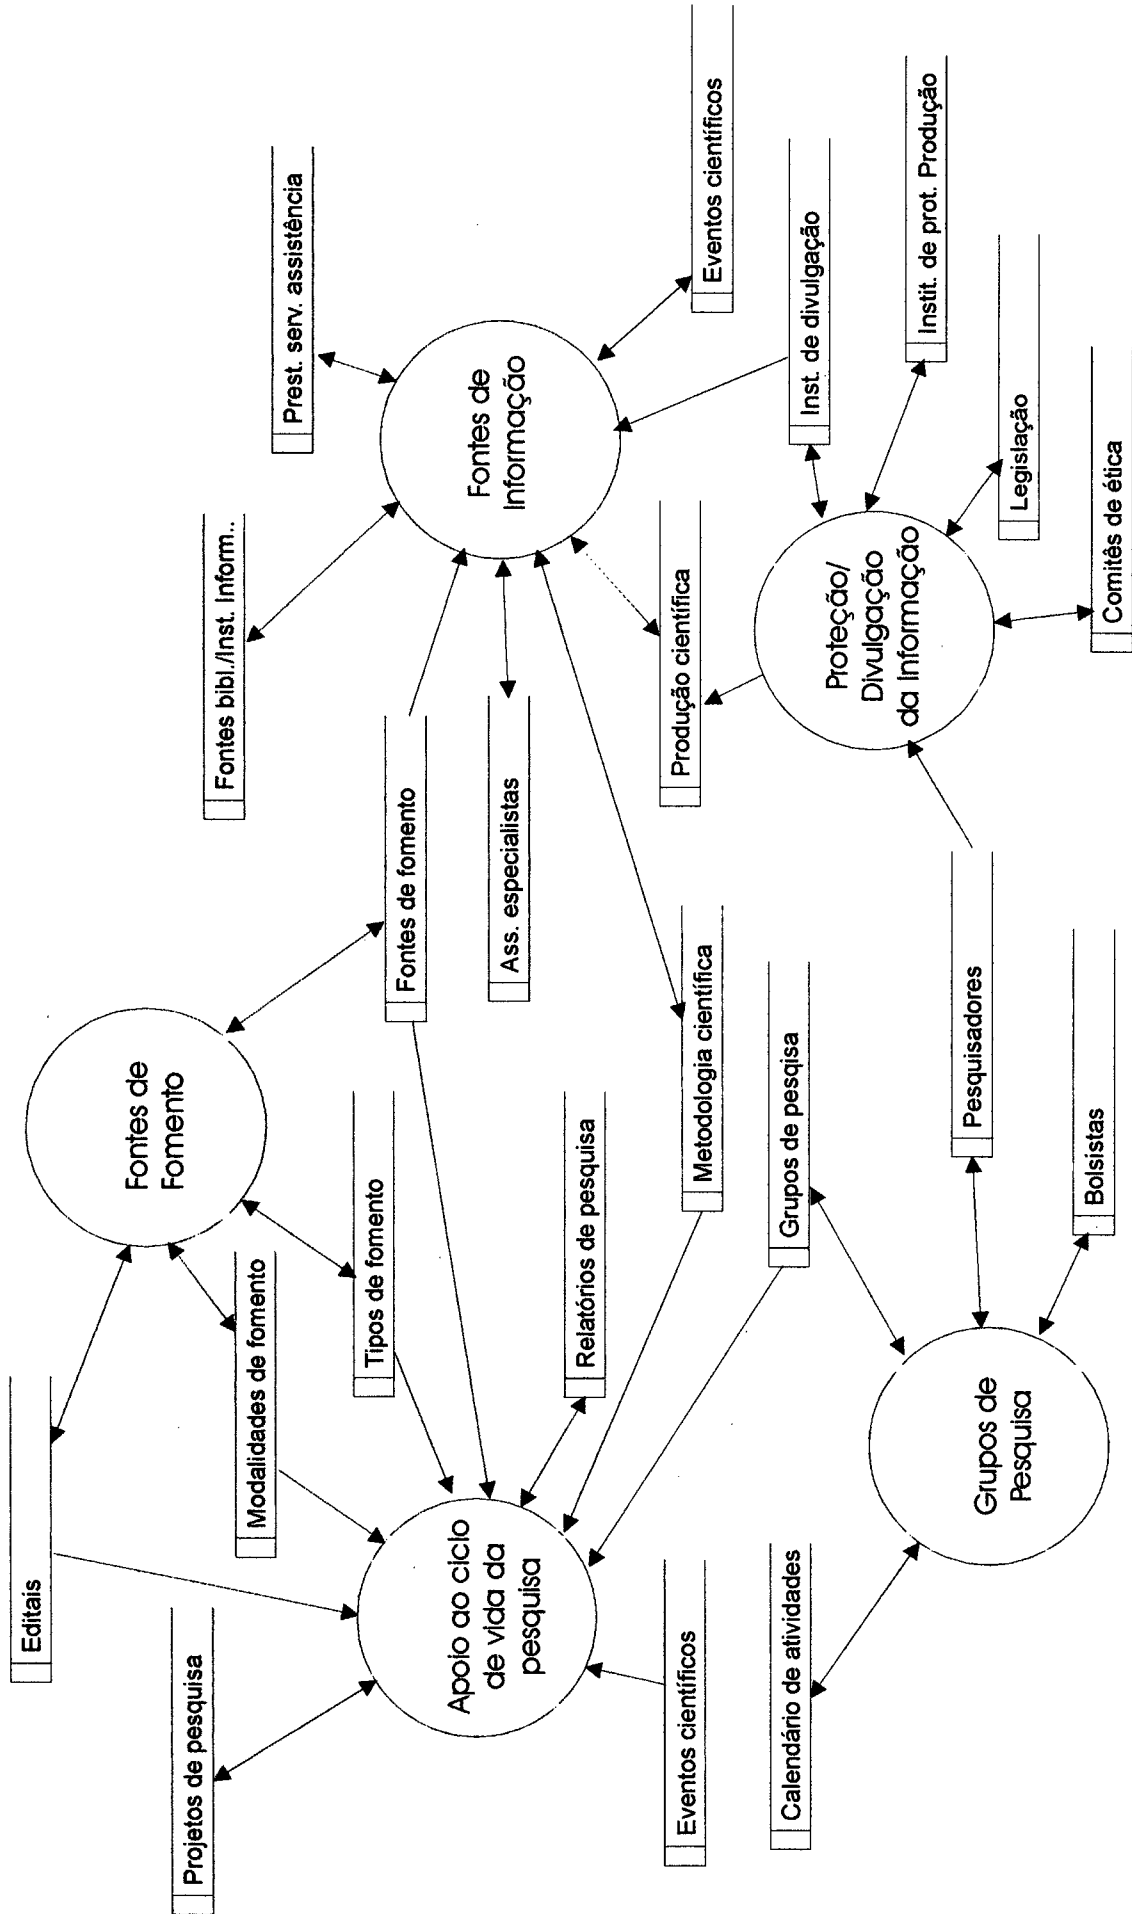 Editais
Fontes de
Fomento
Projetos de pesquisa
Fontes bibl./Inst. Inform..
Modalidades de fomento
Prest. serv. assistência
Tipos de fomento
Fontes de fomento
Apoio ao ciclo
de vida da
pesquisa
Fontes de
Informação
Ass. especialistas
Relatórios de pesquisa
Eventos científicos
Metodologia científica
Produção científica
Eventos científicos
Calendário de atividades
Grupos de pesqisa
Inst. de divulgação
Proteção/
Divulgação
da Informação
Instit. de prot. Produção
Grupos de
Pesquisa
Pesquisadores
Legislação
Bolsistas
Comitês de ética